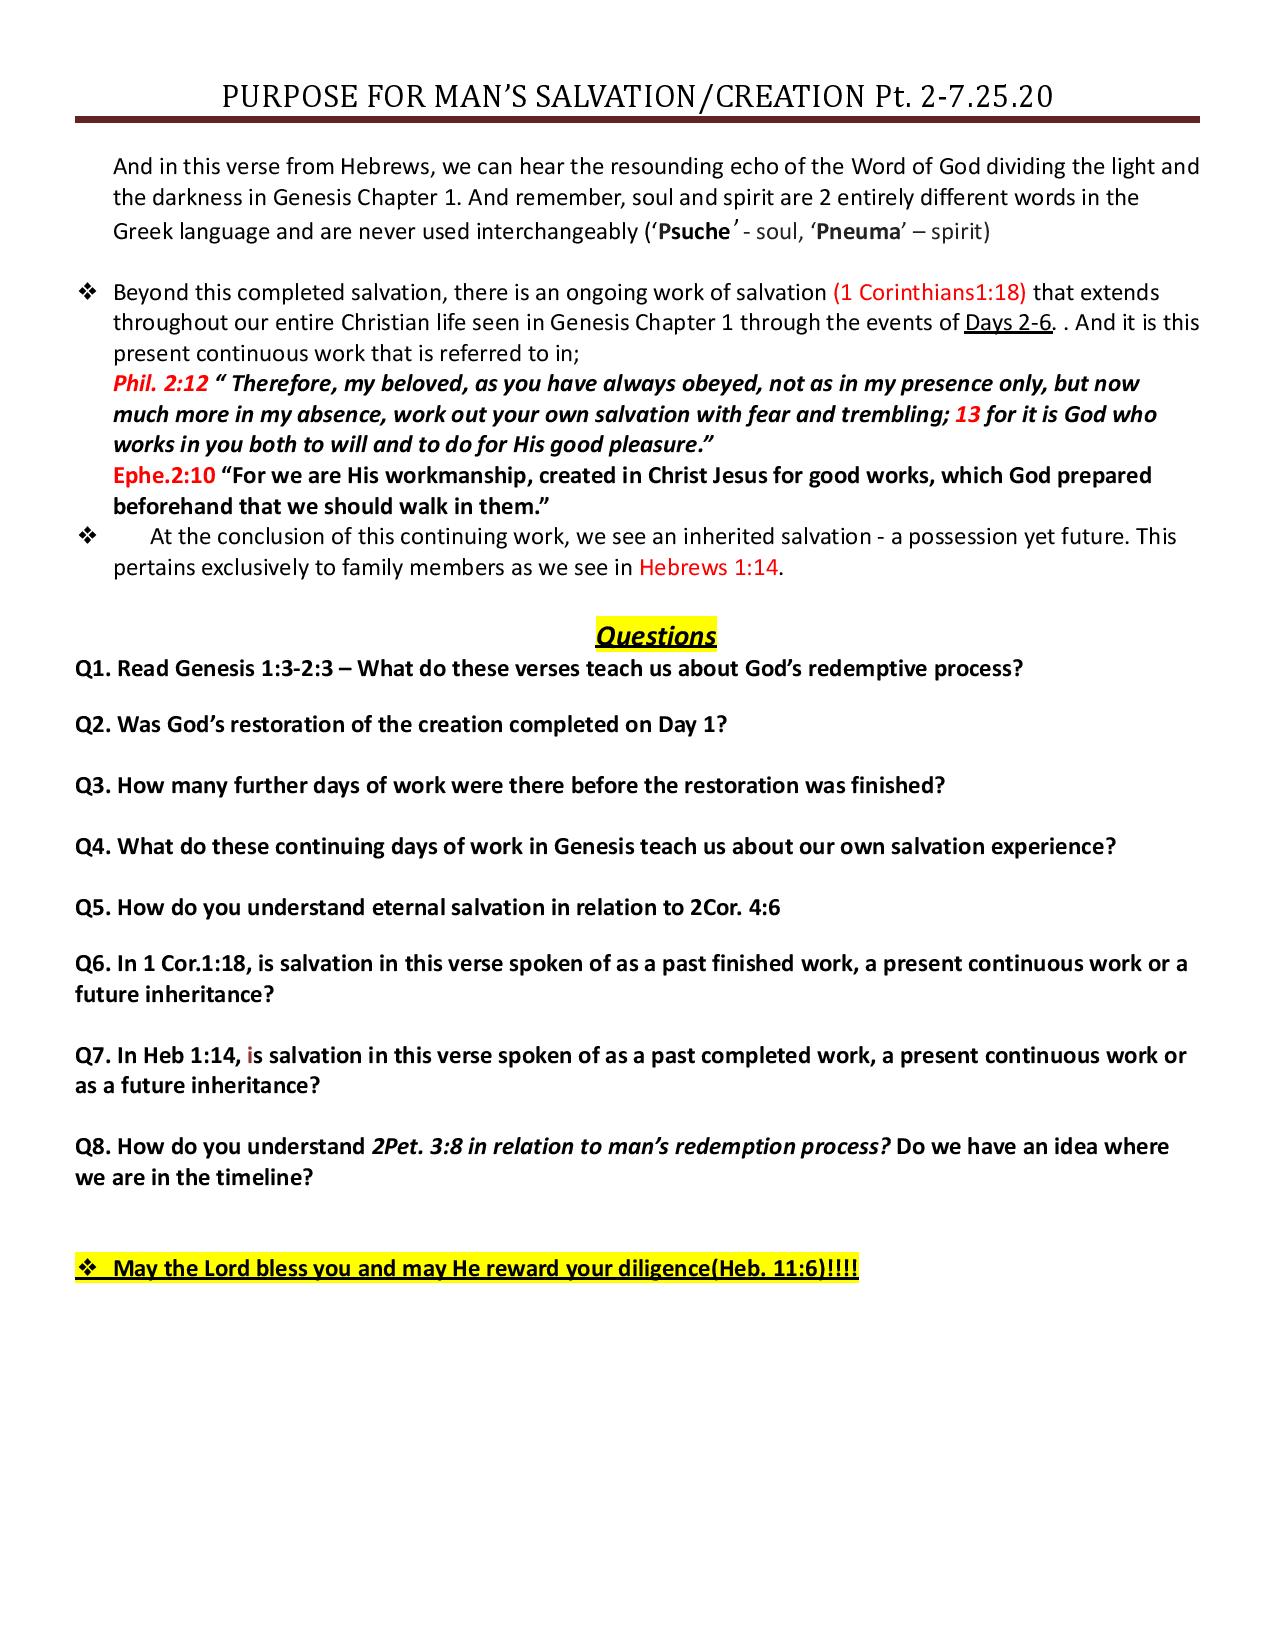 PURPOSE FOR MAN’S SALVATION/CREATION Pt. 2-7.25.20
And in this verse from Hebrews, we can hear the resounding echo of the Word of God dividing the light and
the darkness in Genesis Chapter 1. And remember, soul and spirit are 2 entirely different words in the
Greek language and are never used interchangeably (‘Psuche’ - soul, ‘Pneuma’ – spirit)
❖ Beyond this completed salvation, there is an ongoing work of salvation (1 Corinthians1:18) that extends
throughout our entire Christian life seen in Genesis Chapter 1 through the events of Days 2-6. . And it is this
present continuous work that is referred to in;
Phil. 2:12 “ Therefore, my beloved, as you have always obeyed, not as in my presence only, but now
much more in my absence, work out your own salvation with fear and trembling; 13 for it is God who
works in you both to will and to do for His good pleasure.”
Ephe.2:10 “For we are His workmanship, created in Christ Jesus for good works, which God prepared
beforehand that we should walk in them.”
❖ At the conclusion of this continuing work, we see an inherited salvation - a possession yet future. This
pertains exclusively to family members as we see in Hebrews 1:14.
Questions
Q1. Read Genesis 1:3-2:3 – What do these verses teach us about God’s redemptive process?
Q2. Was God’s restoration of the creation completed on Day 1?
Q3. How many further days of work were there before the restoration was finished?
Q4. What do these continuing days of work in Genesis teach us about our own salvation experience?
Q5. How do you understand eternal salvation in relation to 2Cor. 4:6
Q6. In 1 Cor.1:18, is salvation in this verse spoken of as a past finished work, a present continuous work or a
future inheritance?
Q7. In Heb 1:14, is salvation in this verse spoken of as a past completed work, a present continuous work or
as a future inheritance?
Q8. How do you understand 2Pet. 3:8 in relation to man’s redemption process? Do we have an idea where
we are in the timeline?
❖ May the Lord bless you and may He reward your diligence(Heb. 11:6)!!!!